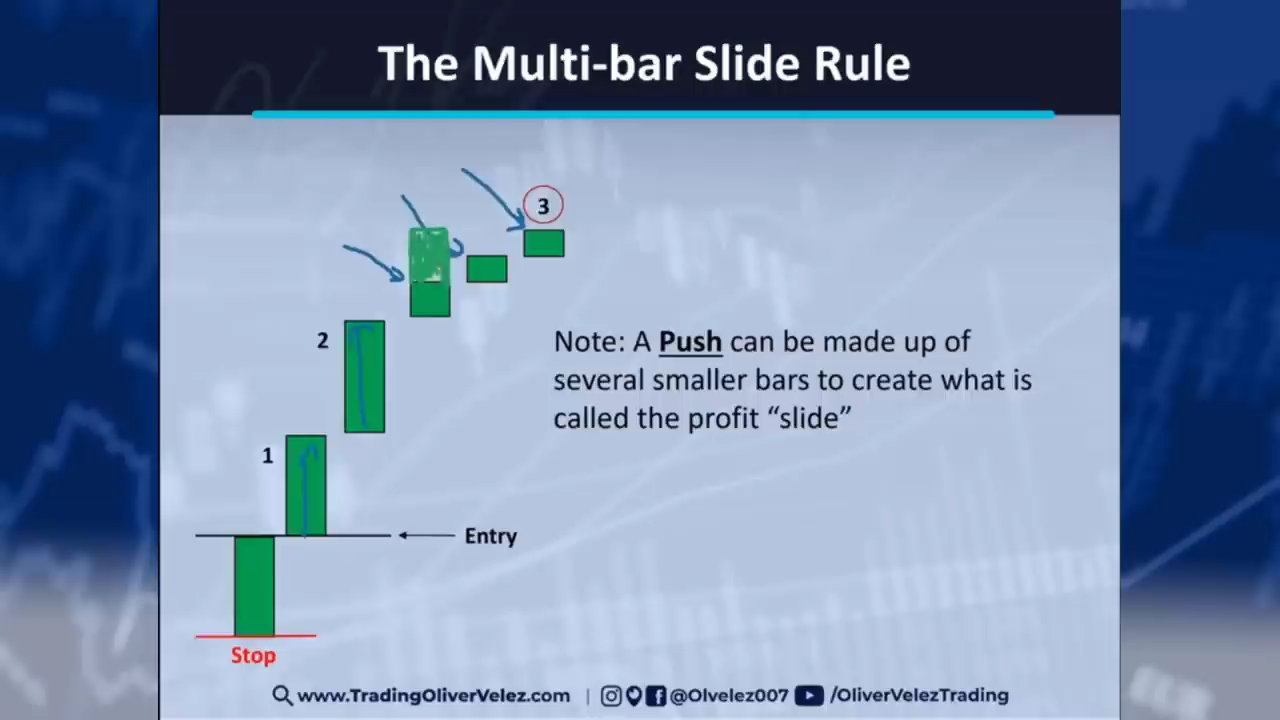 The Multi-bar Slide Rule
3
2
Note: A Push can be made up of
several smaller bars to create what is
called the profit “slide”
1
Entry
Stop
www.TradingOliverVelez.com | @Olvelez007 /OliverVelezTrading